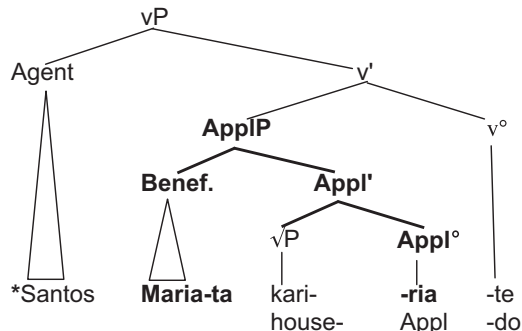 vP
Agent v'
ApplP v°
Benef. Appl'
√P Appl°
*Santos Maria-ta kari- -ria -te
house- Appl -do